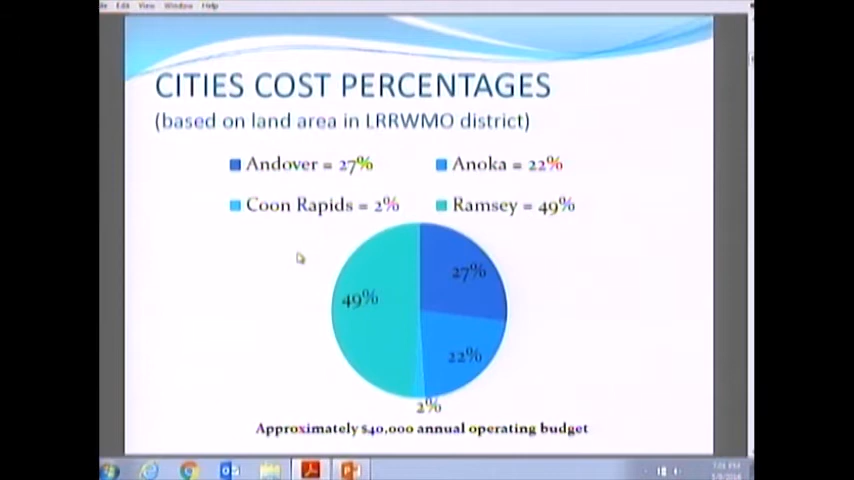 Edit View Window Help
CITIES COST PERCENTAGES
(based on land area in LRRWMO district)
Andover = 27% Anoka = 22%
Coon Rapids = 2% Ramsey = 49%
27%
49%
22%
2%
Approximately $40,000 annual operating budget